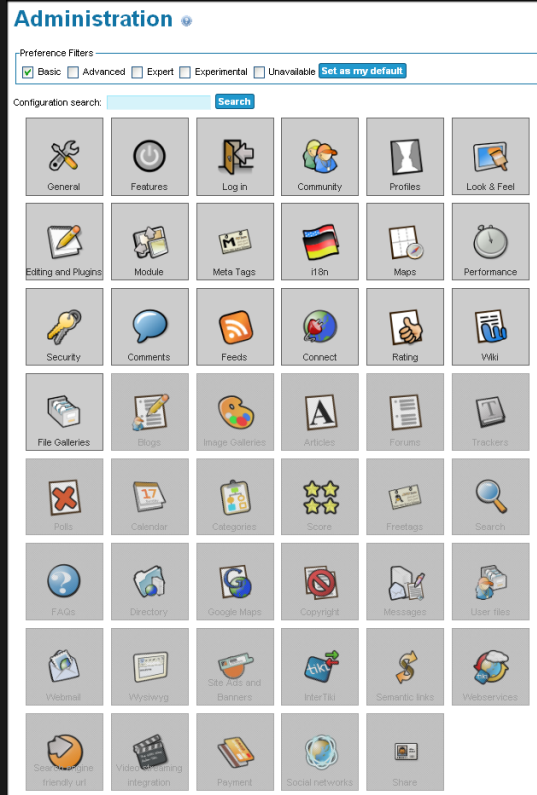 Administration
Preference Filters
Basic Advanced Expert Experimental Unavailable Set as my default
Configuration search: Search
General Features Log in Community Profiles Look & Feel
Editing and Plugins Module Meta Tags i18n Maps Performance
Security Comments Feeds Connect Rating Wiki
File Galleries Blogs Image Galleries Articles Forums Trackers
17
Polls Calendar Categories Score Freetags Search
FAQs Directory Google Maps Copyright Messages User files
tiki
Site Ads and
Webmail Wysiwyg Banners InterTiki Semantic links Webservices
Search engine Video streaming
friendly url integration Payment Social networks Share